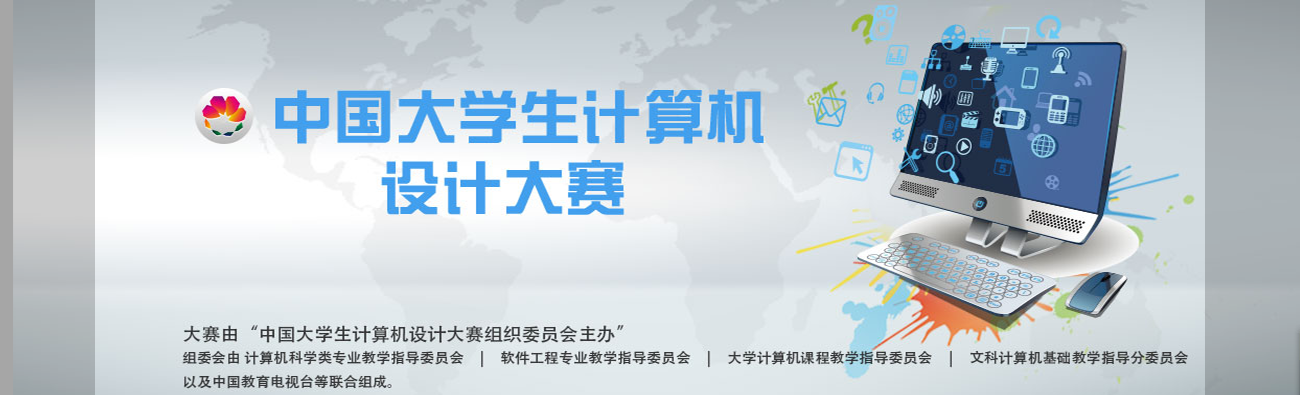 中国大学生计算机
设计大赛
大赛由“中国大学生计算机设计大赛组织委员会主办”
组委会由 计算机科学类专业教学指导委员会 | 软件工程专业教学指导委员会 | 大学计算机课程教学指导委员会 | 文科计算机基础教学指导分委员会
以及中国教育电视台等联合组成。